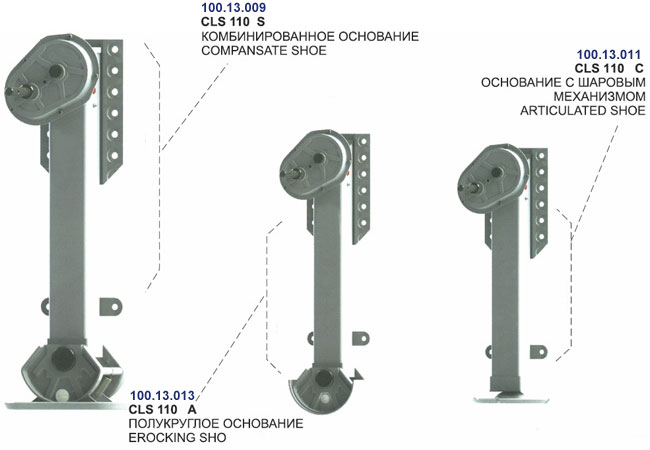 100.13.009
CLS 110 S
КОМБИНИРОВАННОЕ ОСНОВАНИЕ
COMPANSATE SHOE
100.13.011
CLS 110 C
ОСНОВАНИЕ С ШАРОВЫМ
МЕХАНИЗМОМ
ARTICULATED SHOE
100.13.013
CLS 110 A
ПОЛУКРУГЛОЕ ОСНОВАНИЕ
EROCKING SHO